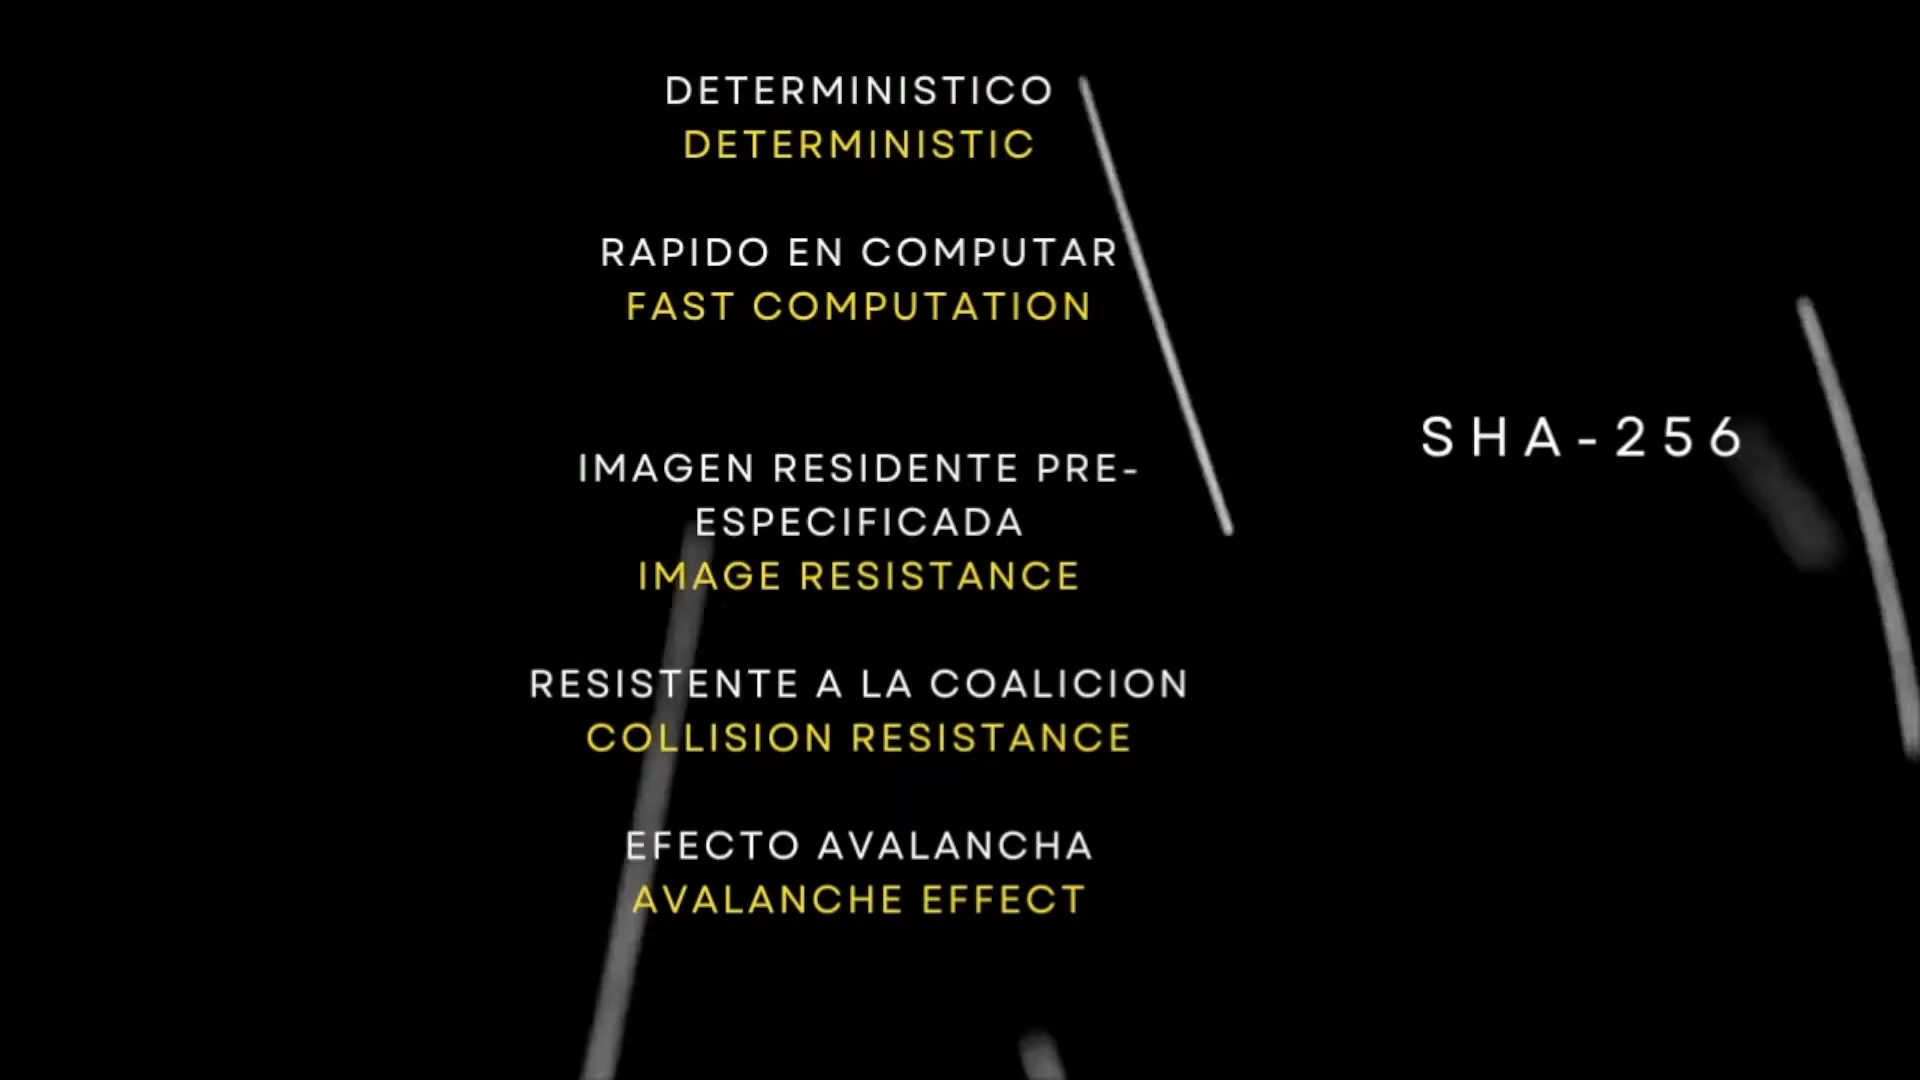 DETERMINISTICO
DETERMINISTIC
RAPIDO EN COMPUTAR
FAST COMPUTATION
IMAGEN RESIDENTE PRE-
ESPECIFICADA
IMAGE RESISTANCE
RESISTENTE A LA COALICION
COLLISION RESISTANCE
EFECTO AVALANCHA
AVALANCHE EFFECT
SHA-256